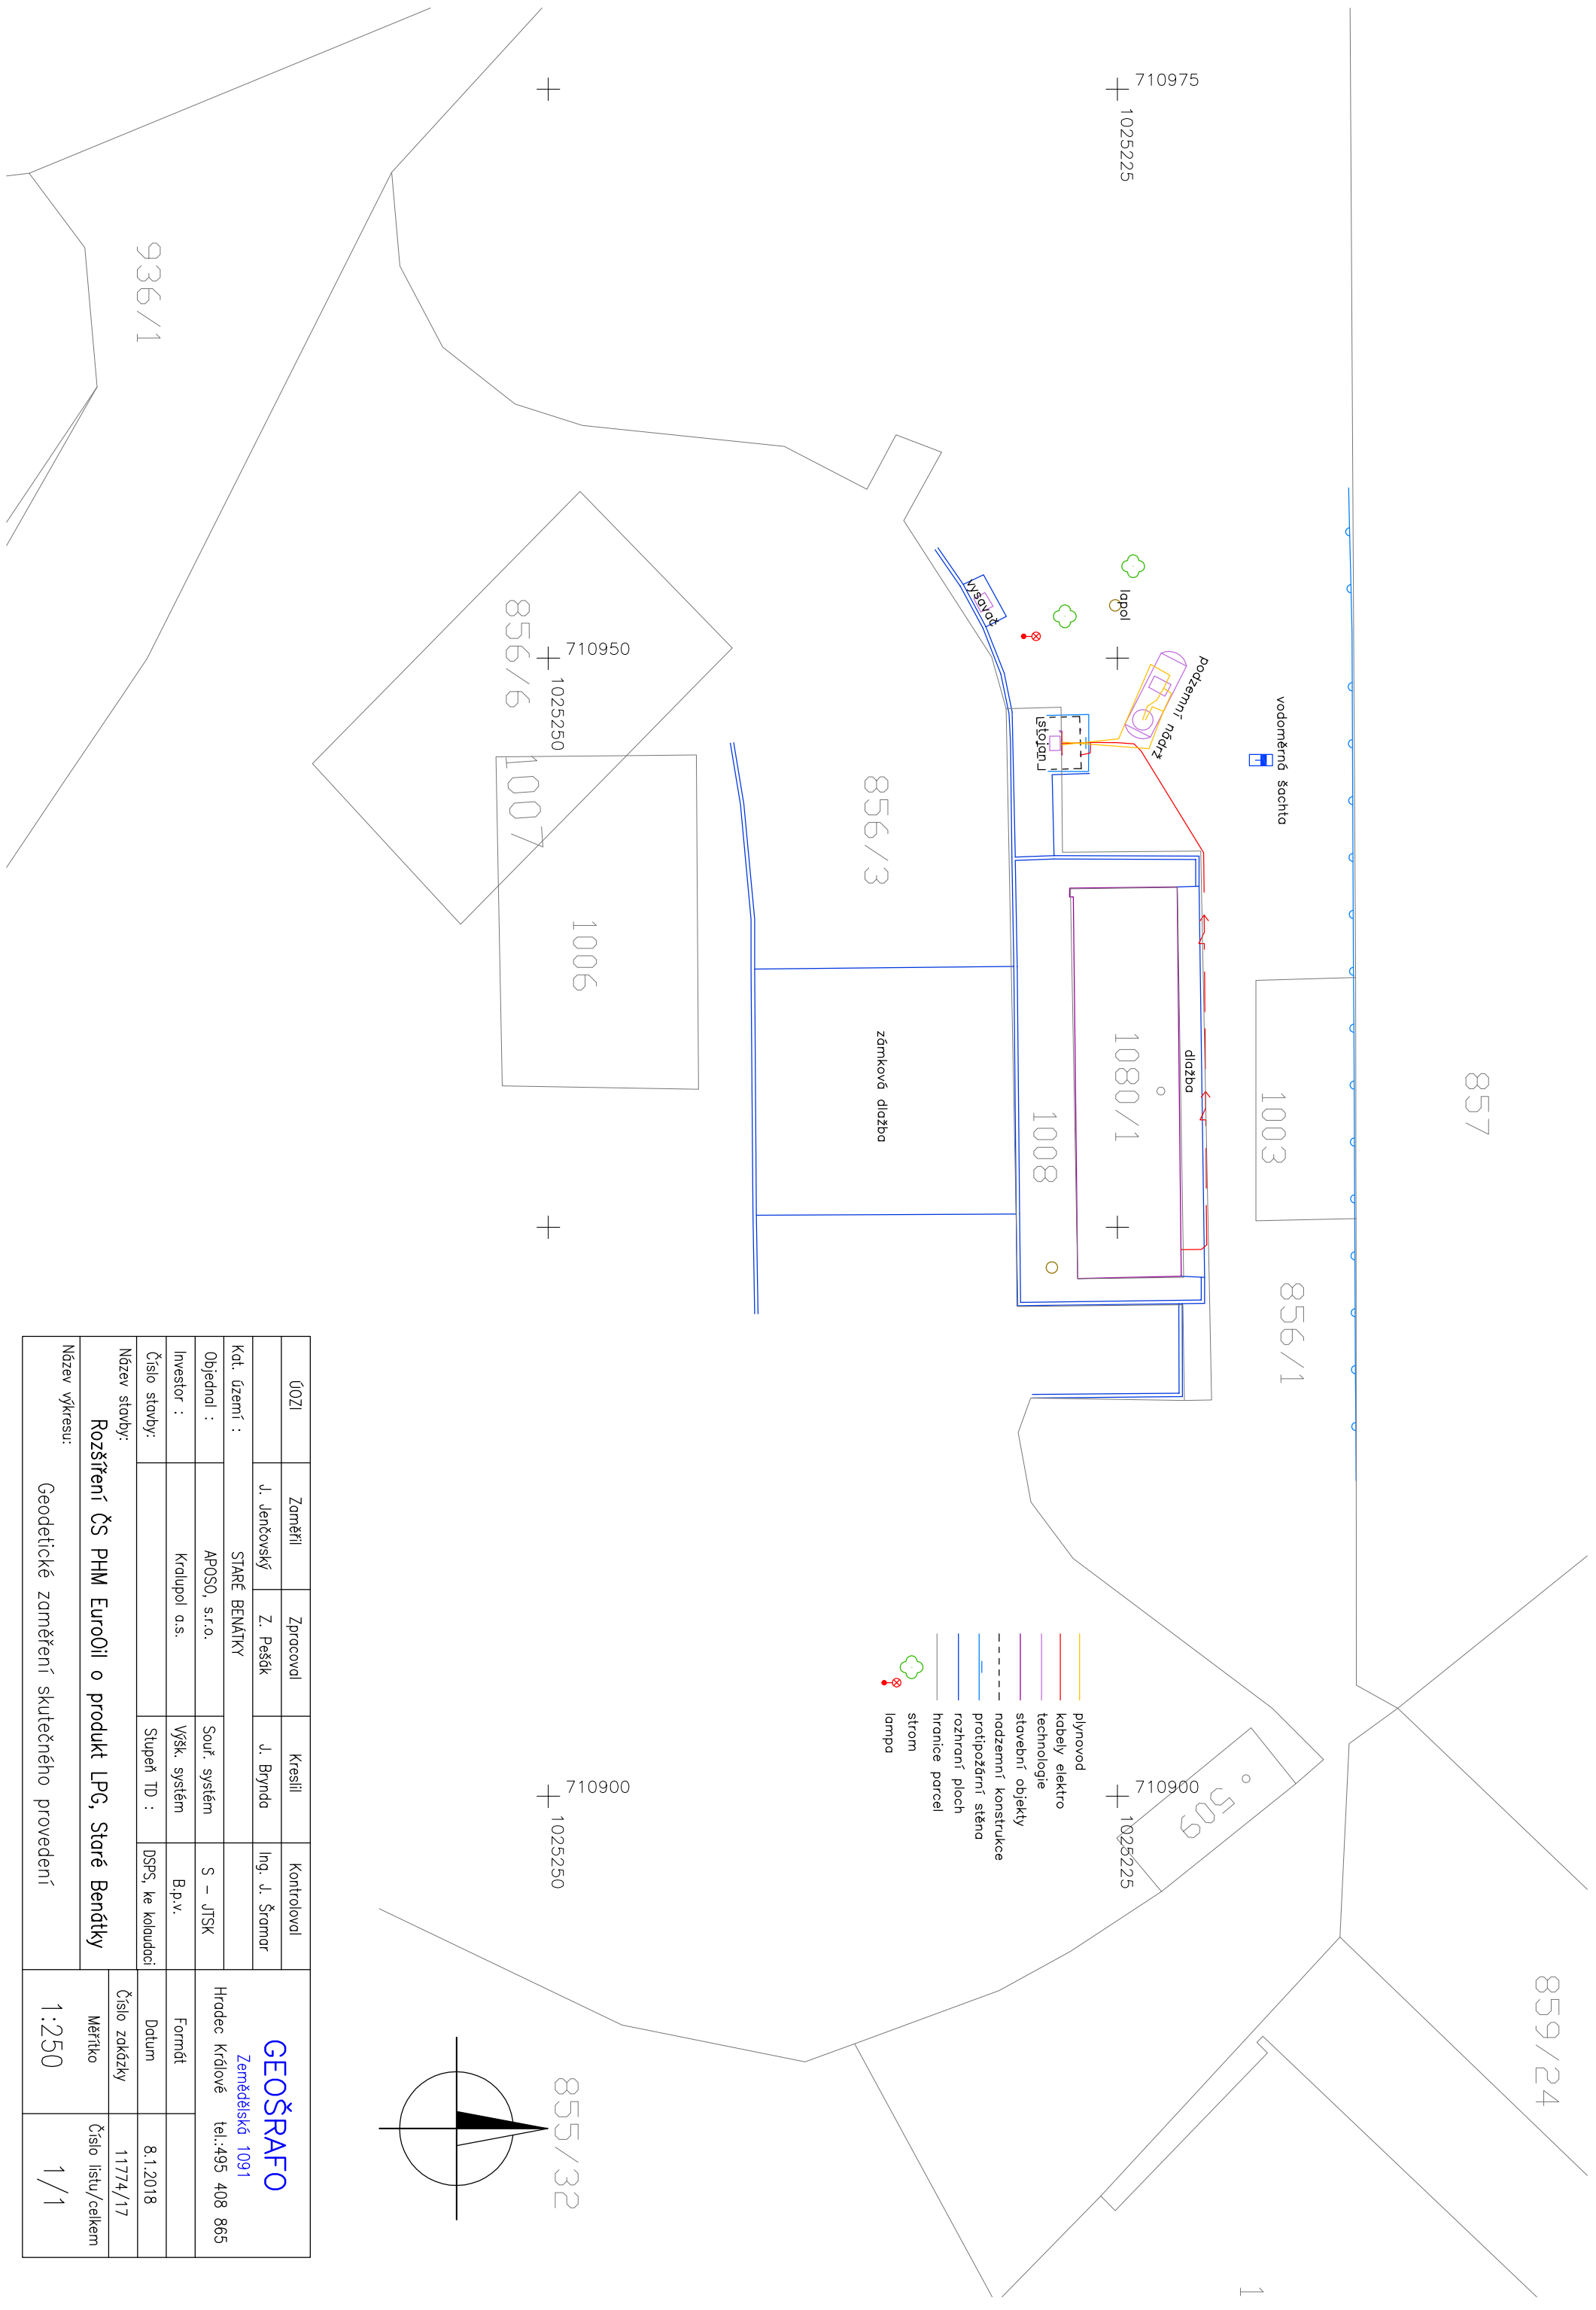 710975
1025225
936/1
857
lapol
vysavač
podzemní nádrž
stojan
vodoměrná šachta
710950
1025250
856/6
1007
1006
856/3
zámková dlažba
dlažba
1080/1
1008
1003
856/1
plynovod
kabely elektro
technologie
stavební objekty
nadzemní konstrukce
protipožární stěna
rozhraní ploch
hranice parcel
strom
lampa
710900
1025250
710900
1025225
509
859/24
855/32
1
ÚOZI Zaměřil Zpracoval Kreslil Kontroloval
J. Jenčovský Z. Pešák J. Brynda Ing. J. Šramar
Kat. území : STARÉ BENÁTKY
Objednal : APOSO, s.r.o. Souř. systém S – JTSK
Investor : Kralupol a.s. Výšk. systém B.p.v.
Číslo stavby: Stupeň TD : DSPS, ke kolaudaci
Název stavby:
Rozšíření ČS PHM EuroOil o produkt LPG, Staré Benátky
Název výkresu:
Geodetické zaměření skutečného provedení
GEOŠRAFO
Zemědělská 1091
Hradec Králové tel.:495 408 865
Formát
Datum 8.1.2018
Číslo zakázky 11774/17
Měřítko Číslo listu/celkem
1:250 1/1